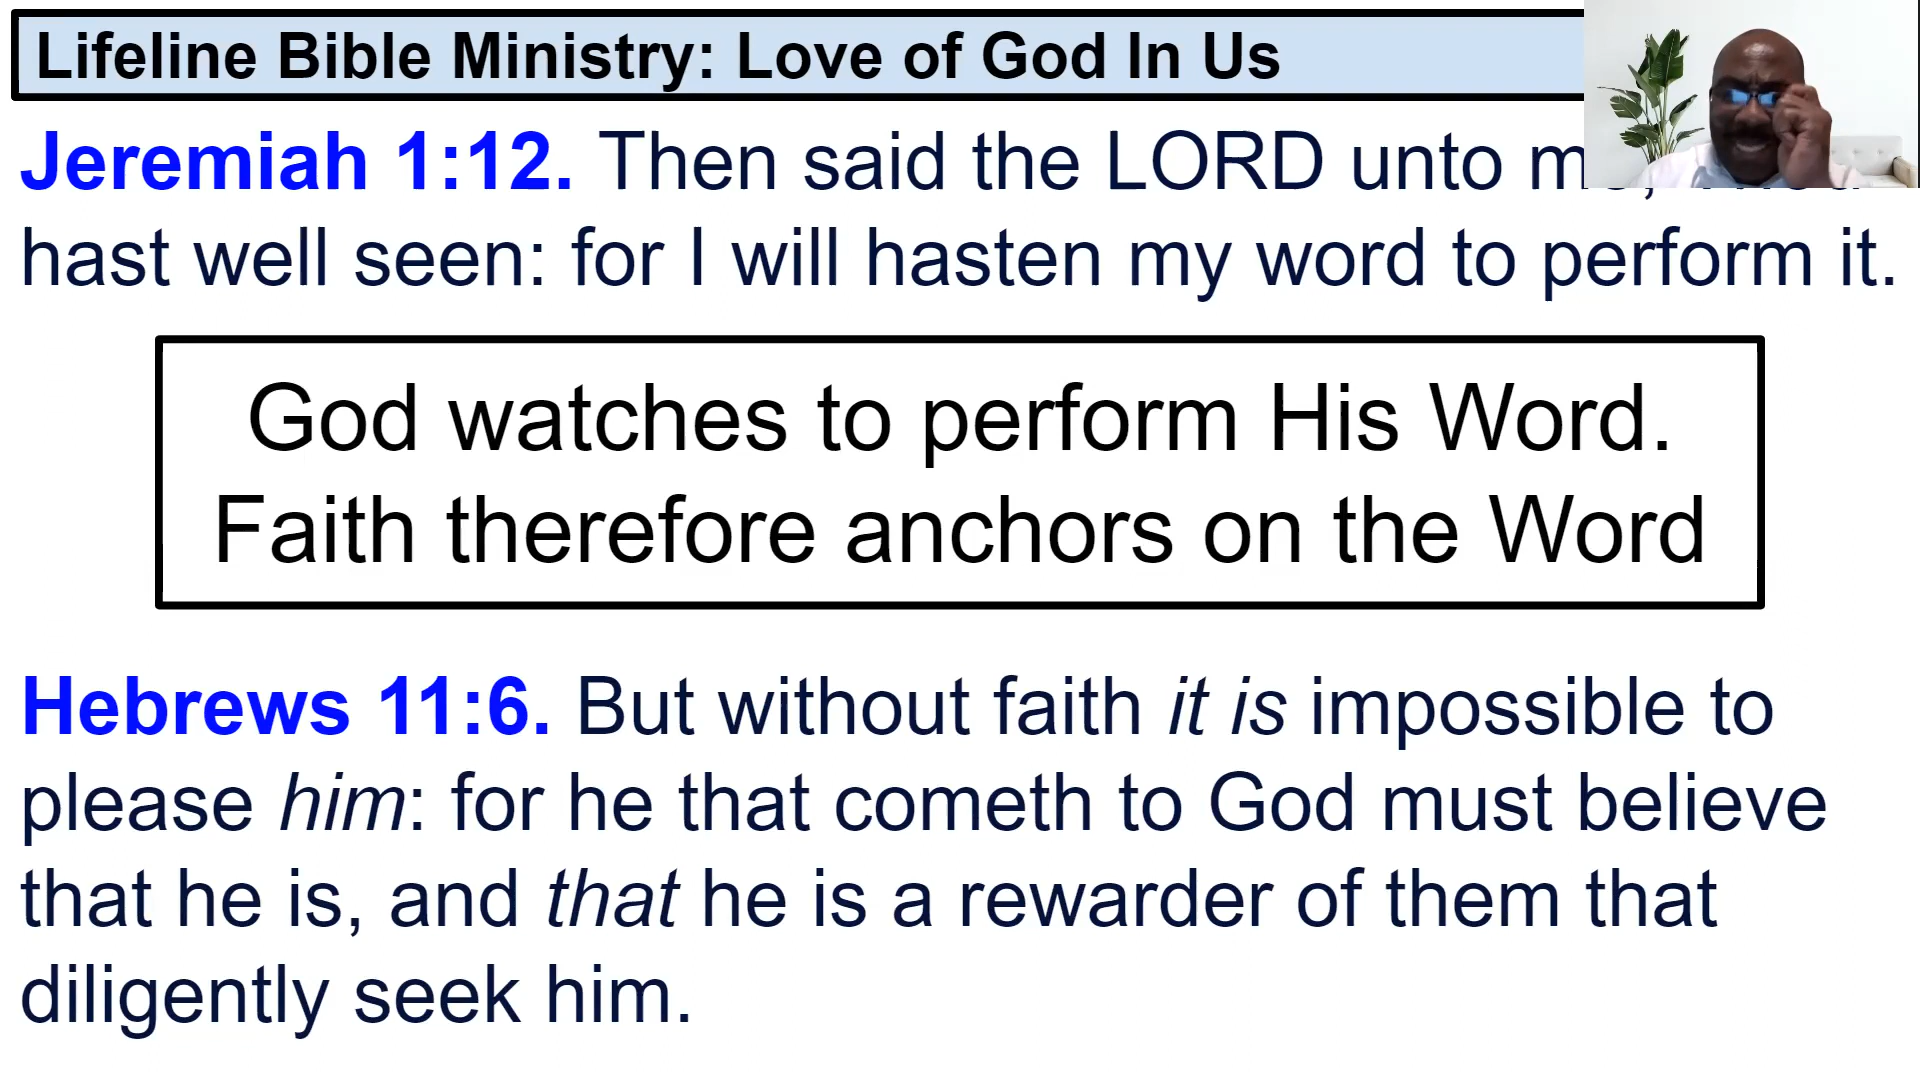 Lifeline Bible Ministry: Love of God In Us
Jeremiah 1:12. Then said the LORD unto
hast well seen: for I will hasten my word to perform it.
God watches to perform His Word.
Faith therefore anchors on the Word
Hebrews 11:6. But without faith it is impossible to
please him: for he that cometh to God must believe
that he is, and that he is a rewarder of them that
diligently seek him.